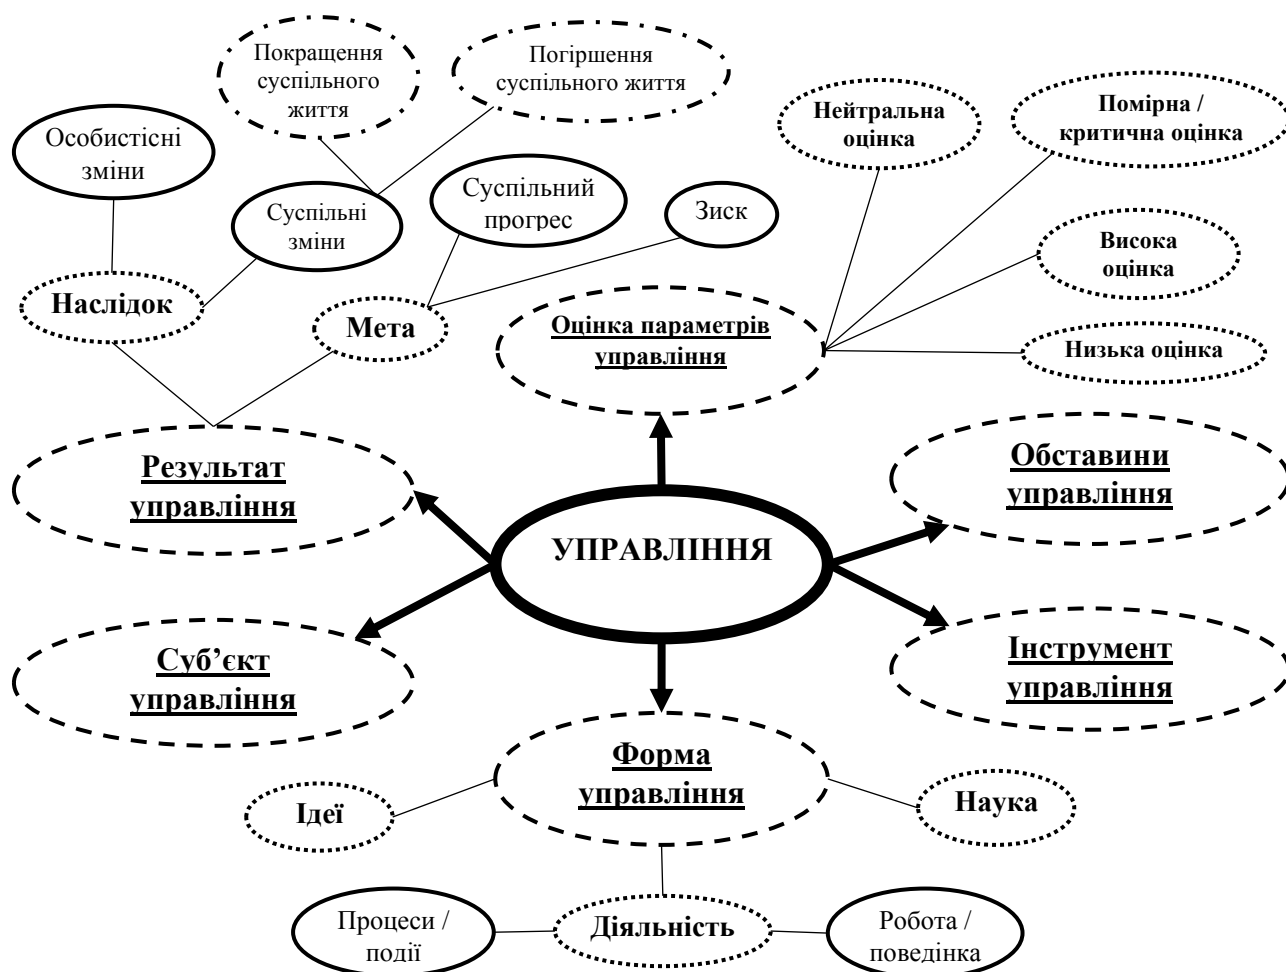 Покращення
суспільного
життя
Погіршення
суспільного життя
Нейтральна
оцінка
Помірна /
критична оцінка
Особистісні
зміни
Суспільні
зміни
Суспільний
прогрес
Зиск
Висока
оцінка
Наслідок
Мета
Оцінка параметрів
управління
Низька оцінка
Результат
управління
Обставини
управління
УПРАВЛІННЯ
Суб’єкт
управління
Інструмент
управління
Форма
управління
Ідеї
Наука
Процеси /
події
Діяльність
Робота /
поведінка